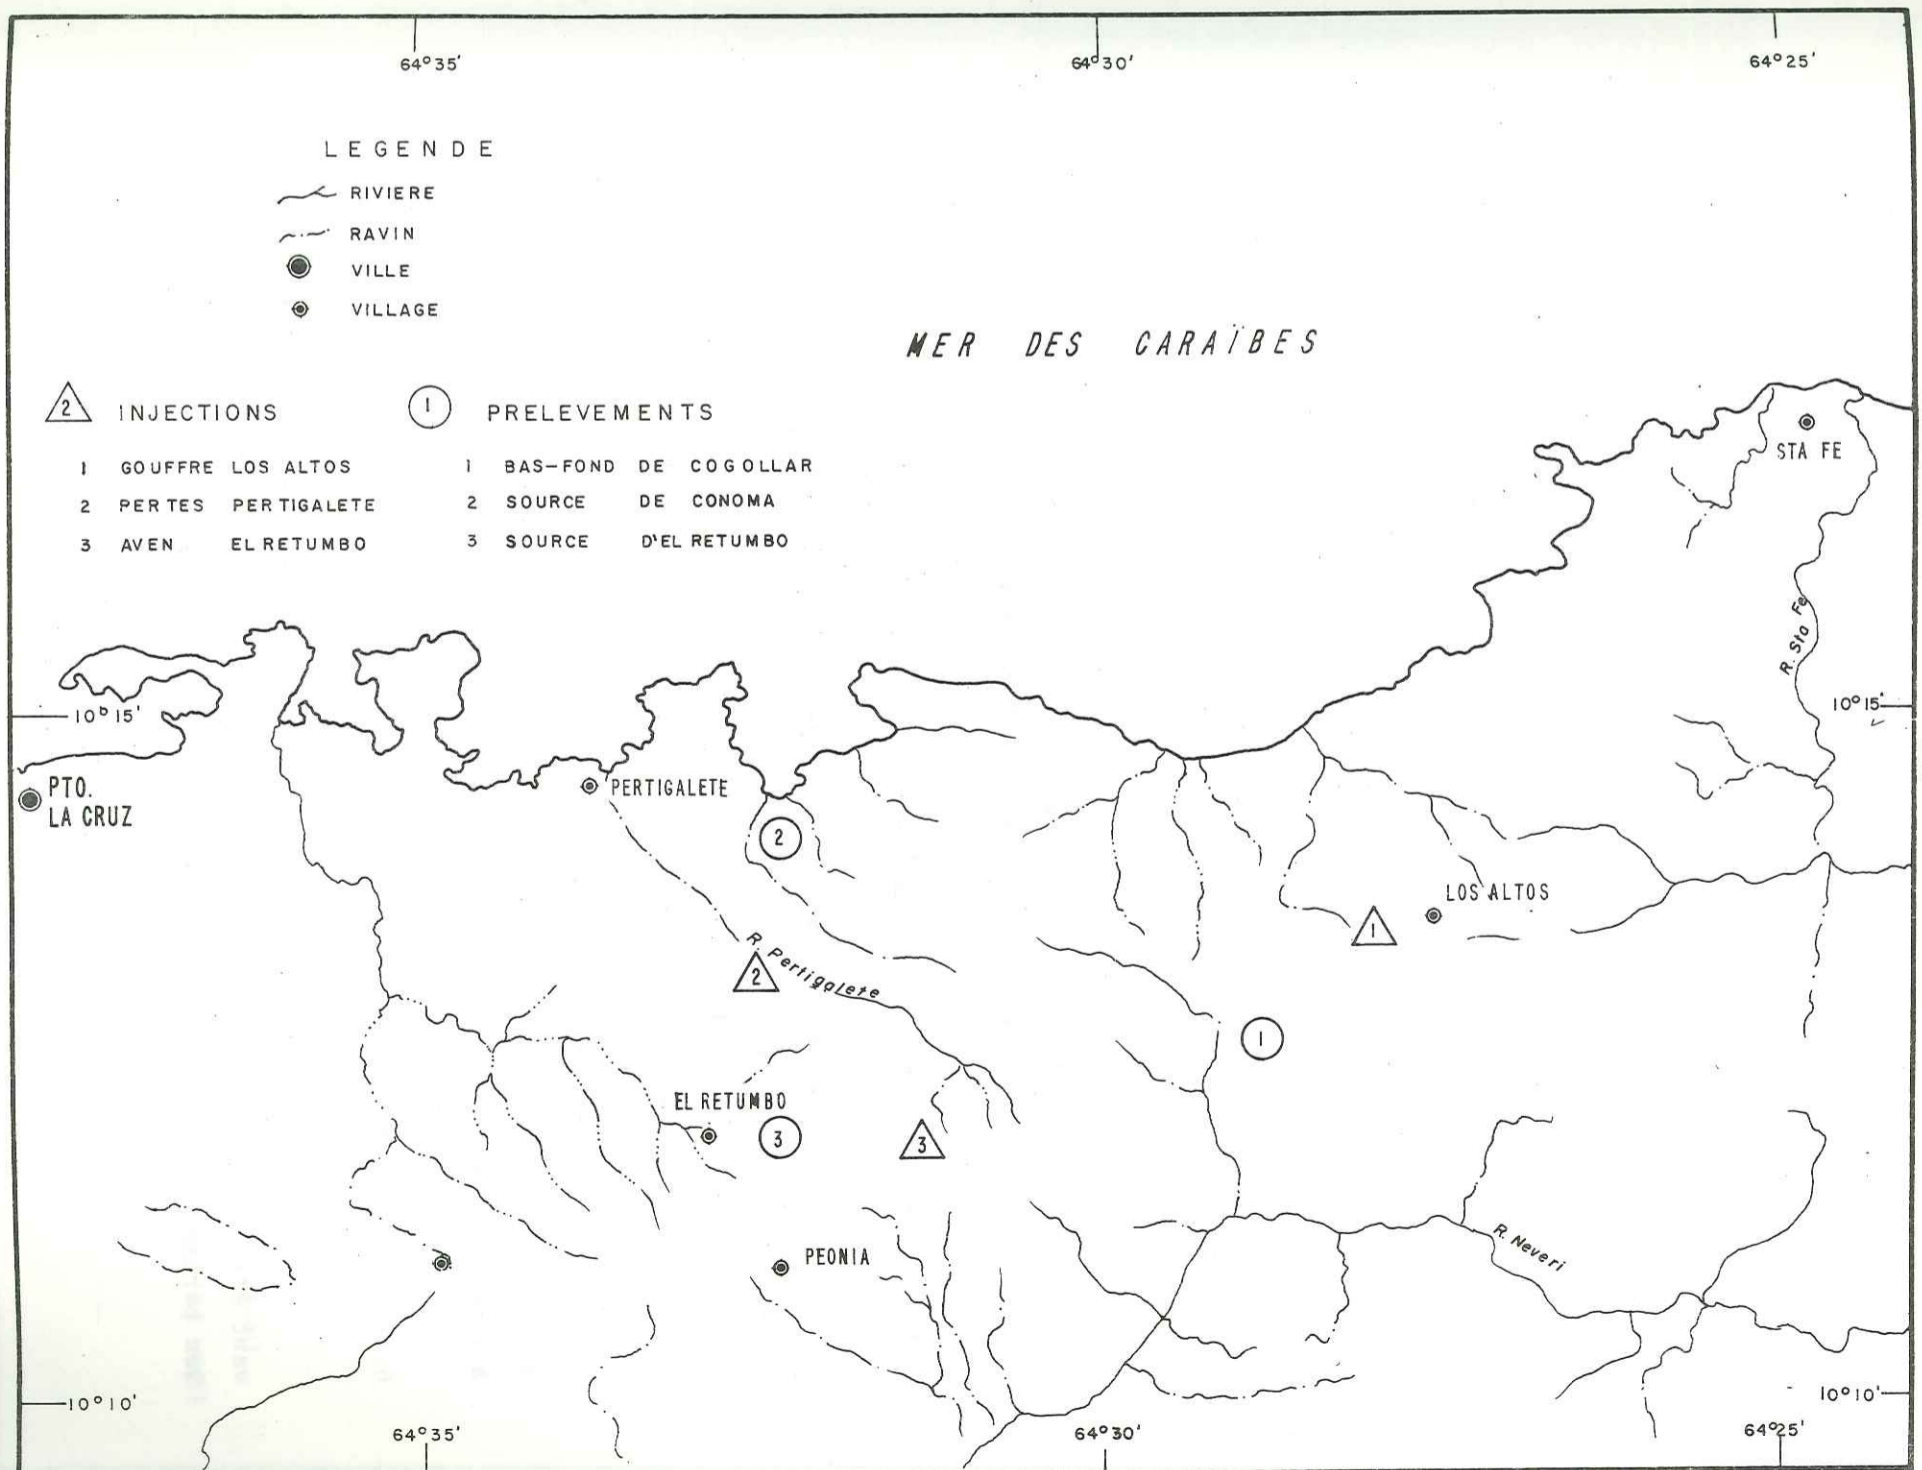 64°35' 64°30' 64°25'
LEGENDE
RIVIERE
RAVIN
VILLE
VILLAGE
MER DES CARAÏBES
2 INJECTIONS
1 GOUFFRE LOS ALTOS
2 PERTES PERTIGALETE
3 AVEN EL RETUMBO
1 PRELEVEMENTS
1 BAS-FOND DE COGOLLAR
2 SOURCE DE CONOMA
3 SOURCE D'EL RETUMBO
STA FE
R. Sta Fe
10°15' 10°15'
PTO.
LA CRUZ
PERTIGALETE
2
LOS ALTOS
1
R. Pertigalete
2
1
EL RETUMBO
3
3
PEONIA
R. Neveri
10°10' 10°10'
64°35' 64°30' 64°25'